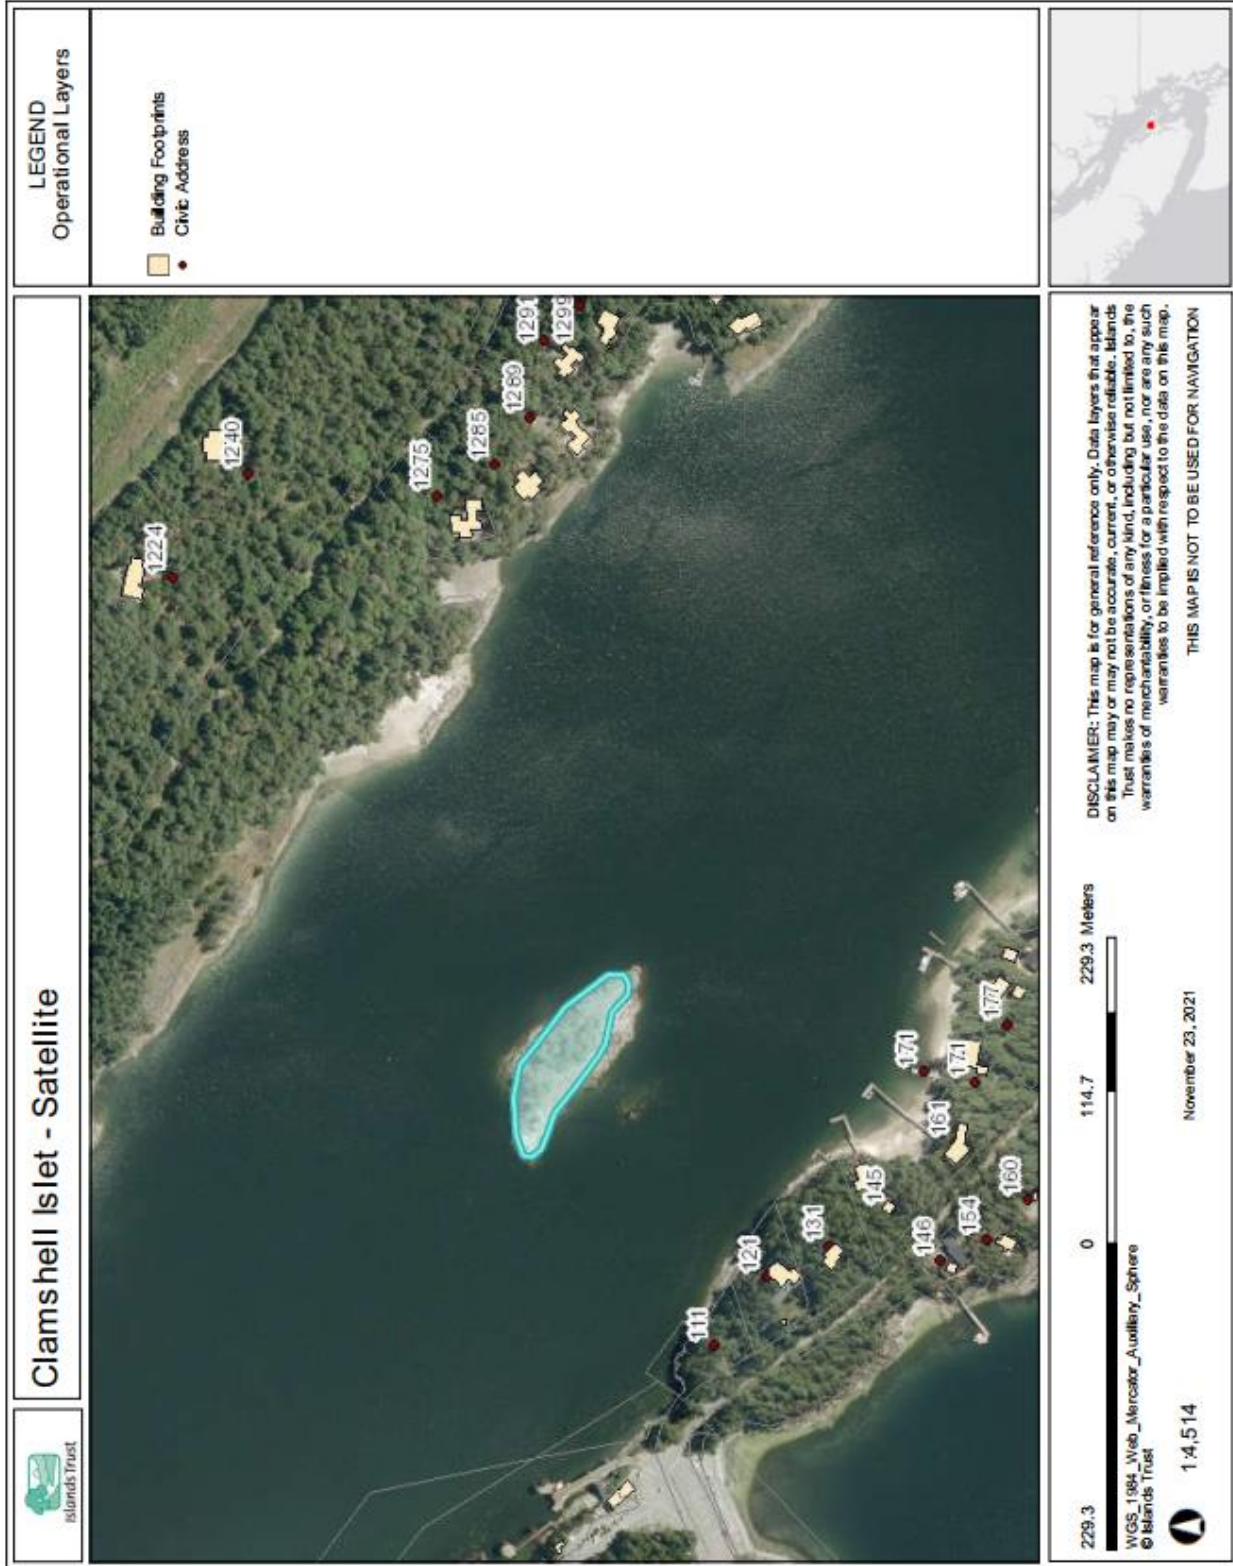 Islands Trust
Clamshell Islet - Satellite
LEGEND
Operational Layers
Building Footprints
Civic Address
1224
1240
1275
1285
1289
1291
1299
111
121
131
145
146
154
160
161
171
171
177
229.3
0
114.7
229.3 Meters
WGS_1984_Web_Mercator_Auxiliary_Sphere
© Islands Trust
1:4,514
November 23, 2021
DISCLAIMER: This map is for general reference only. Data layers that appear
on this map may or may not be accurate, current, or otherwise reliable. Islands
Trust makes no representations of any kind, including but not limited to, the
warranties of merchantability, or fitness for a particular use, nor are any such
warranties to be implied with respect to the data on this map.
THIS MAP IS NOT TO BE USED FOR NAVIGATION